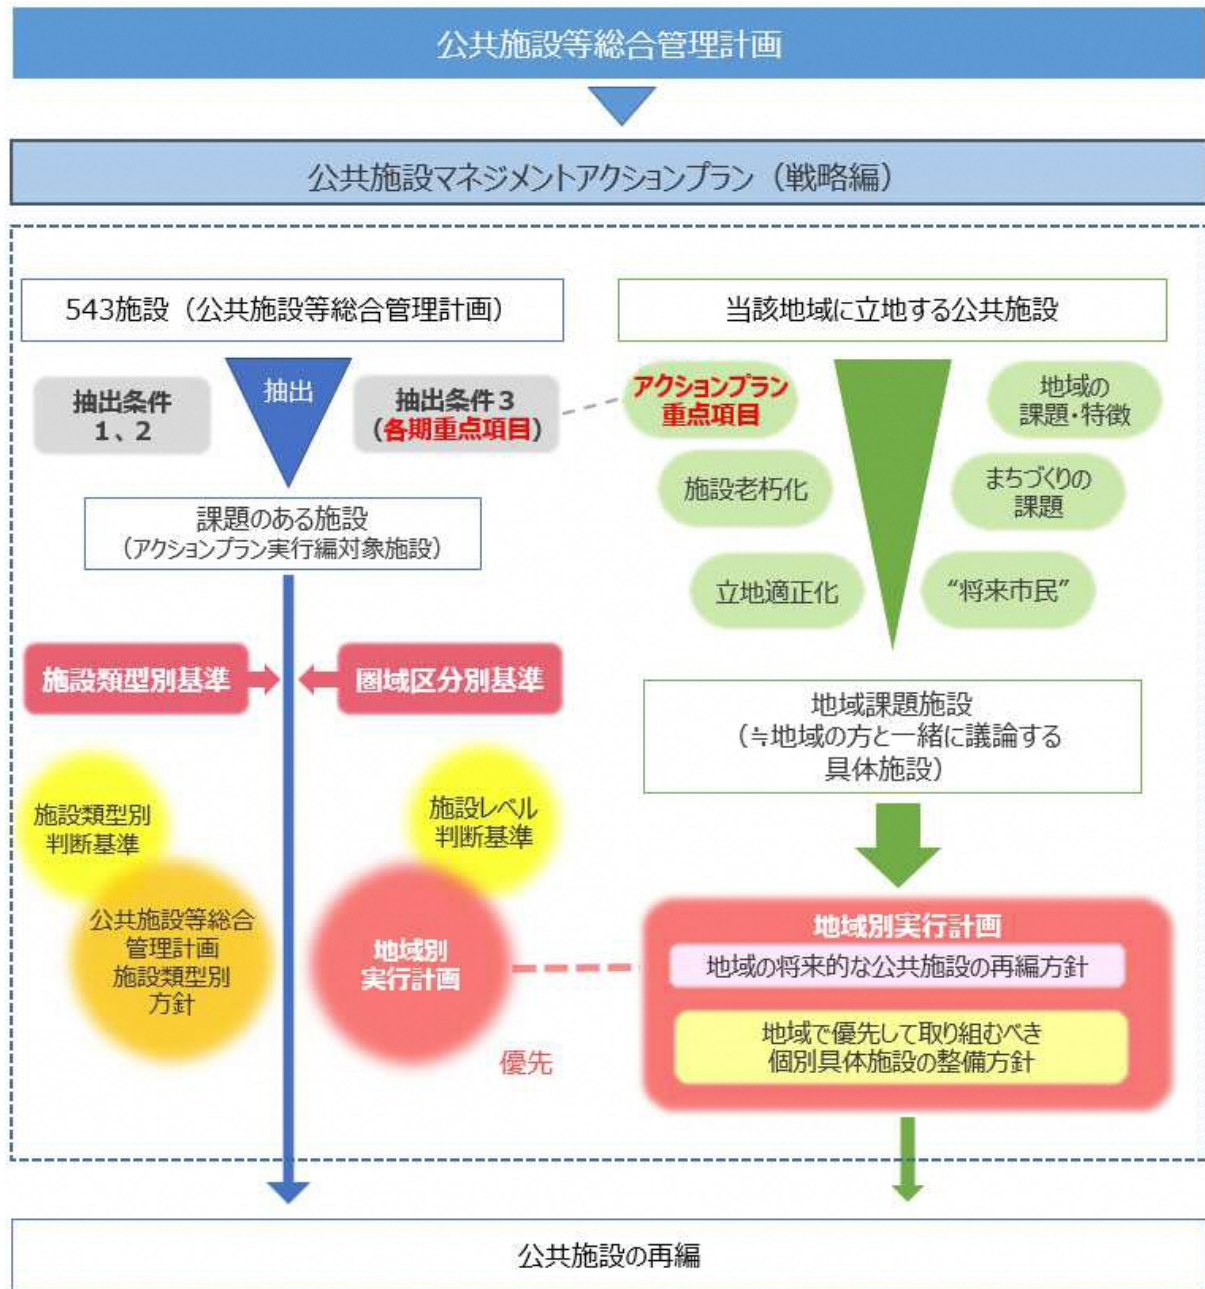 公共施設等総合管理計画
公共施設マネジメントアクションプラン（戦略編）
543施設（公共施設等総合管理計画）
抽出条件
1、2
抽出
抽出条件３
（各期重点項目）
課題のある施設
（アクションプラン実行編対象施設）
施設類型別基準
圏域区分別基準
施設類型別
判断基準
公共施設等総合
管理計画
施設類型別
方針
施設レベル
判断基準
地域別
実行計画
優先
当該地域に立地する公共施設
アクションプラン
重点項目
地域の
課題・特徴
施設老朽化
まちづくりの
課題
立地適正化
“将来市民”
地域課題施設
（≒地域の方と一緒に議論する
具体施設）
地域別実行計画
地域の将来的な公共施設の再編方針
地域で優先して取り組むべき
個別具体施設の整備方針
公共施設の再編